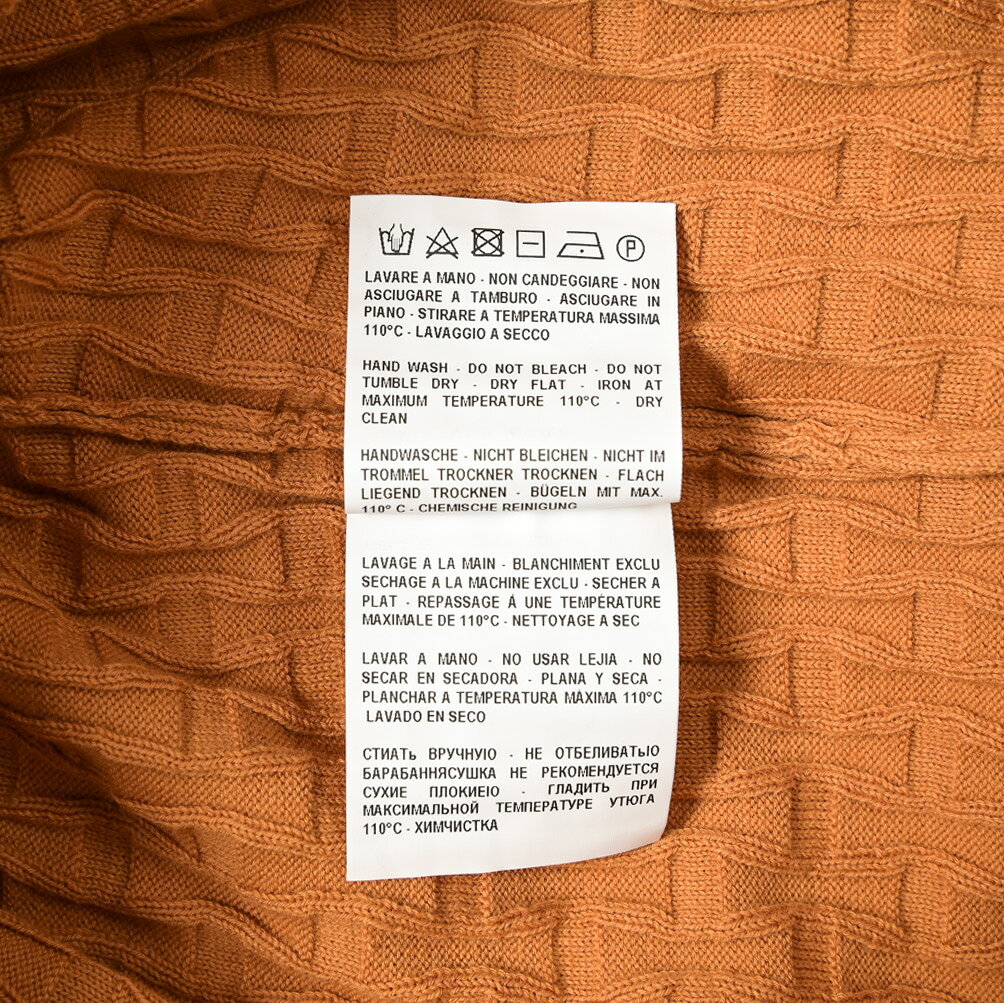 P
LAVARE A MANO - NON CANDEGGIARE - NON
ASCIUGARE A TAMBURO - ASCIUGARE IN
PIANO - STIRARE A TEMPERATURA MASSIMA
110°C - LAVAGGIO A SECCO
HAND WASH - DO NOT BLEACH - DO NOT
TUMBLE DRY - DRY FLAT - IRON AT
MAXIMUM TEMPERATURE 110°C - DRY
CLEAN
HANDWASCHE - NICHT BLEICHEN - NICHT IM
TROMMEL TROCKNER TROCKNEN - FLACH
LIEGEND TROCKNEN - BÜGELN MIT MAX.
110° C - CHEMISCHE REINIGUNG
LAVAGE A LA MAIN - BLANCHIMENT EXCLU
SECHAGE A LA MACHINE EXCLU - SECHER A
PLAT - REPASSAGE Á UNE TEMPÉRATURE
MAXIMALE DE 110°C - NETTOYAGE A SEC
LAVAR A MANO - NO USAR LEJIA - NO
SECAR EN SECADORA - PLANA Y SECA -
PLANCHAR A TEMPERATURA MÁXIMA 110°C
LAVADO EN SECO
СТИАТЬ ВРУЧНУЮ - НЕ ОТБЕЛИВАТЬЮ
БАРАБАННЯСУШКА НЕ РЕКОМЕНДУЕТСЯ
СУХИЕ ПЛОКИЕЮ - ГЛАДИТЬ ПРИ
МАКСИМАЛЬНОЙ ТЕМПЕРАТУРЕ УТЮГА
110°C - ХИМЧИСТКА